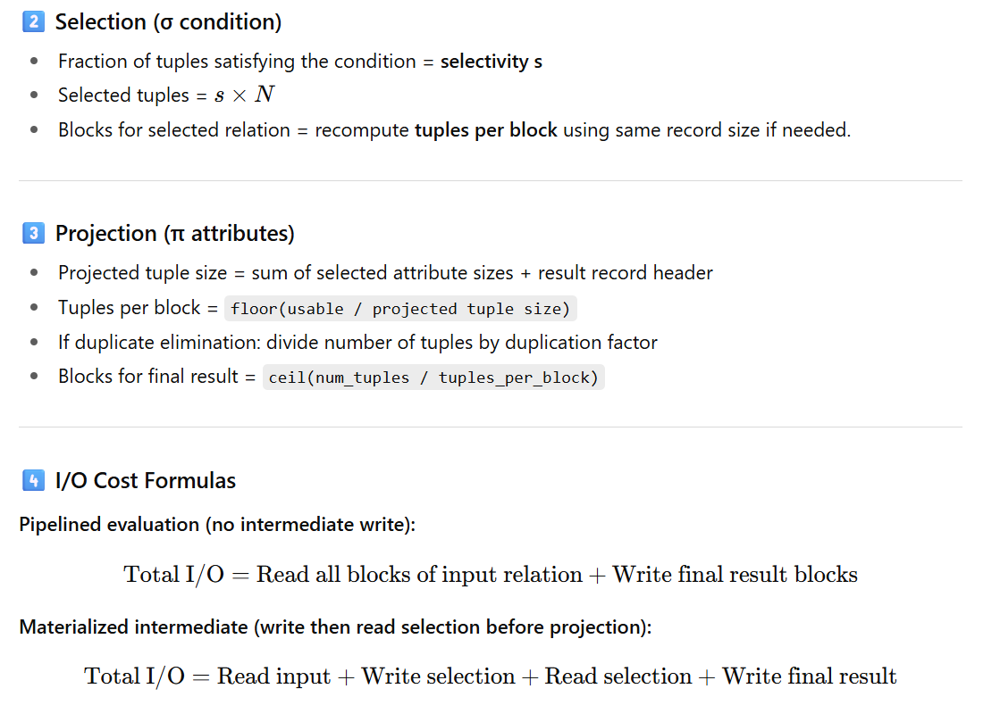 2️⃣ Selection (σ condition)
• Fraction of tuples satisfying the condition = selectivity s
• Selected tuples = s × N
• Blocks for selected relation = recompute tuples per block using same record size if needed.
3️⃣ Projection (π attributes)
• Projected tuple size = sum of selected attribute sizes + result record header
• Tuples per block = floor(usable / projected tuple size)
• If duplicate elimination: divide number of tuples by duplication factor
• Blocks for final result = ceil(num_tuples / tuples_per_block)
4️⃣ I/O Cost Formulas
Pipelined evaluation (no intermediate write):
Total I/O = Read all blocks of input relation + Write final result blocks
Materialized intermediate (write then read selection before projection):
Total I/O = Read input + Write selection + Read selection + Write final result